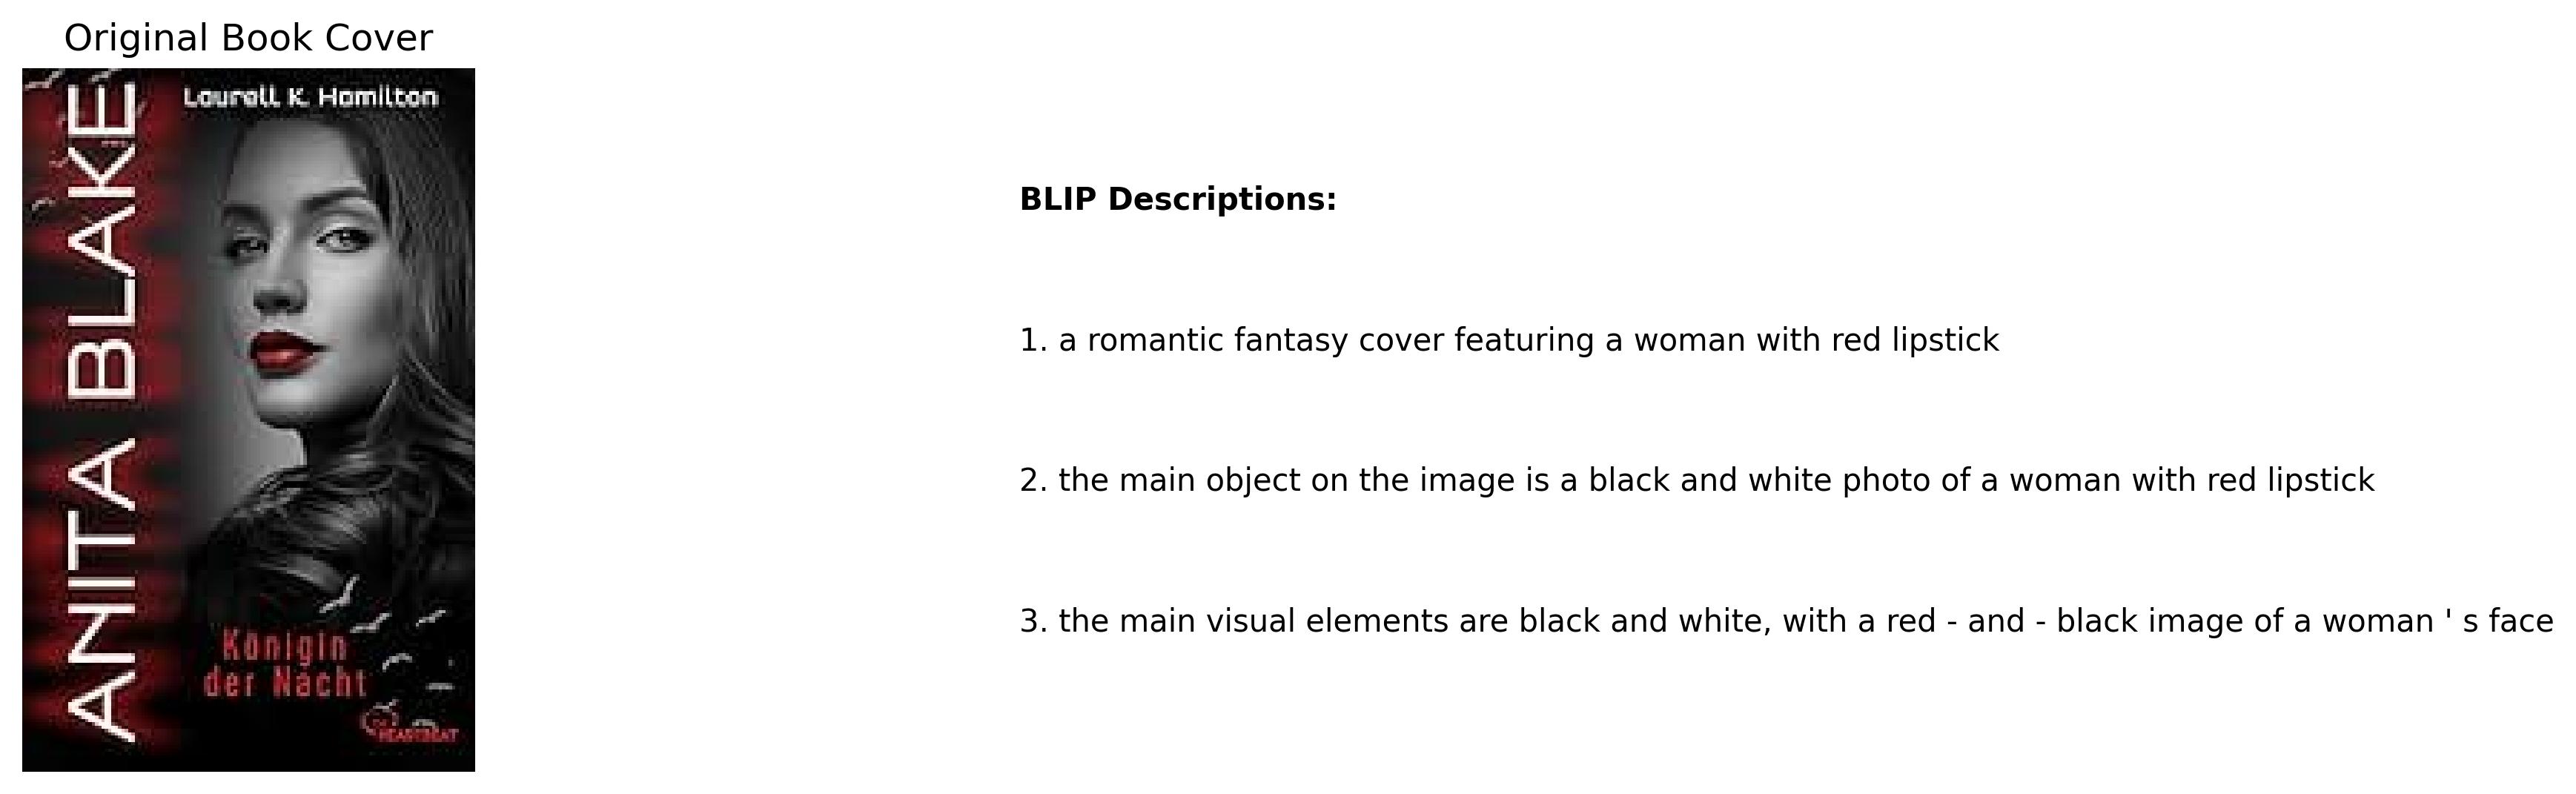 Original Book Cover
ANITA BLAKE
Laurell K. Hamilton
Königin
der Nacht
HEARTBEAT
BLIP Descriptions:
1. a romantic fantasy cover featuring a woman with red lipstick
2. the main object on the image is a black and white photo of a woman with red lipstick
3. the main visual elements are black and white, with a red - and - black image of a woman ' s face